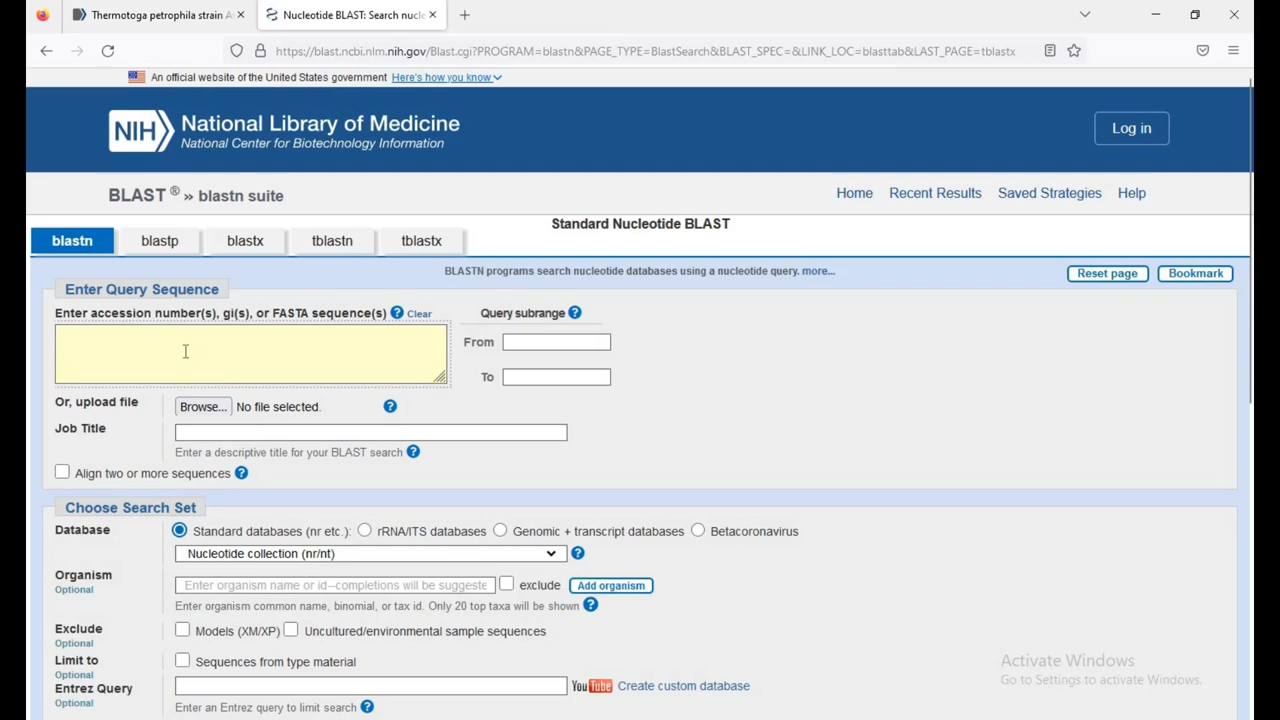 Thermotoga petrophila strain
Nucleotide BLAST: Search nucle
https://blast.ncbi.nlm.nih.gov/Blast.cgi?PROGRAM=blastn&PAGE_TYPE=BlastSearch&BLAST_SPEC=&LINK_LOC=blasttab&LAST_PAGE=tblastx
An official website of the United States government Here's how you know
NIH National Library of Medicine
National Center for Biotechnology Information
Log in
BLAST ® » blastn suite
Home Recent Results Saved Strategies Help
Standard Nucleotide BLAST
blastn blastp blastx tblastn tblastx
BLASTN programs search nucleotide databases using a nucleotide query. more...
Reset page Bookmark
Enter Query Sequence
Enter accession number(s), gi(s), or FASTA sequence(s) ? Clear
Query subrange ?
From
To
Or, upload file Browse... No file selected. ?
Job Title
Enter a descriptive title for your BLAST search ?
Align two or more sequences ?
Choose Search Set
Database Standard databases (nr etc.): rRNA/ITS databases Genomic + transcript databases Betacoronavirus
Nucleotide collection (nr/nt) ?
Organism
Optional
Enter organism name or id--completions will be suggeste exclude Add organism
Enter organism common name, binomial, or tax id. Only 20 top taxa will be shown ?
Exclude
Optional
Models (XM/XP) Uncultured/environmental sample sequences
Limit to
Optional
Sequences from type material
Entrez Query
Optional
YouTube Create custom database
Enter an Entrez query to limit search ?
Activate Windows
Go to Settings to activate Windows.